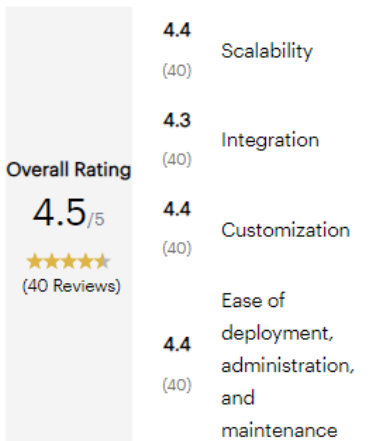 Overall Rating
4.5/5
(40 Reviews)
4.4
(40)
Scalability
4.3
(40)
Integration
4.4
(40)
Customization
4.4
(40)
Ease of
deployment,
administration,
and
maintenance